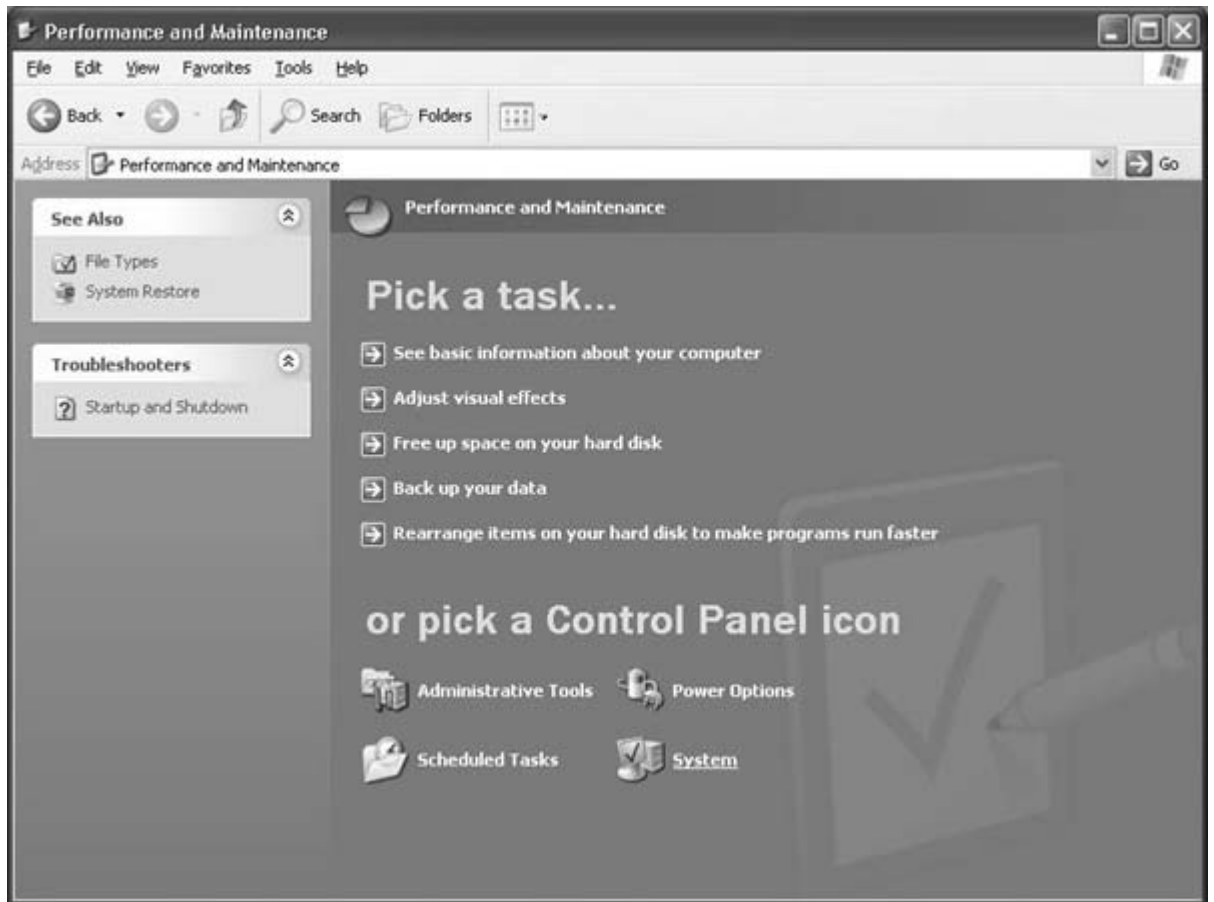 Performance and Maintenance
File Edit View Favorites Tools Help
Back Search Folders
Address Performance and Maintenance Go
See Also
File Types
System Restore
Troubleshooters
Startup and Shutdown
Performance and Maintenance
Pick a task...
See basic information about your computer
Adjust visual effects
Free up space on your hard disk
Back up your data
Rearrange items on your hard disk to make programs run faster
or pick a Control Panel icon
Administrative Tools Power Options
Scheduled Tasks System